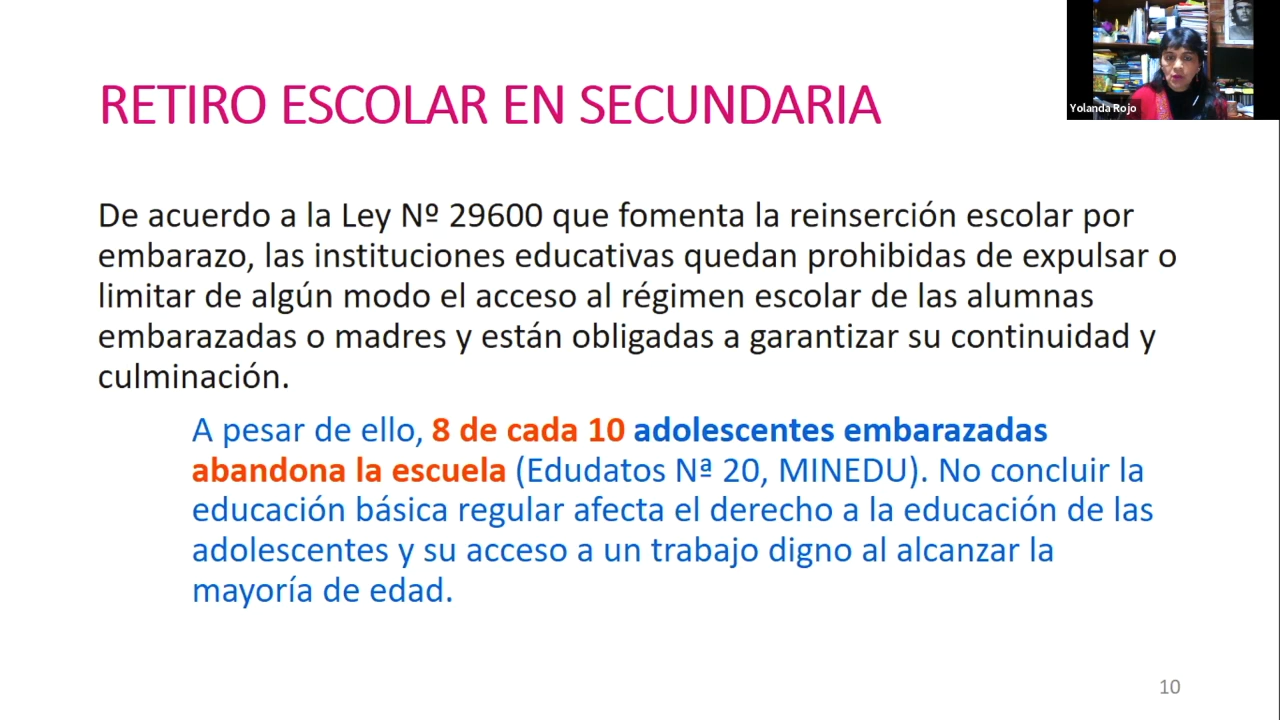 RETIRO ESCOLAR EN SECUNDARIA
Yolanda Rojo
De acuerdo a la Ley Nº 29600 que fomenta la reinserción escolar por
embarazo, las instituciones educativas quedan prohibidas de expulsar o
limitar de algún modo el acceso al régimen escolar de las alumnas
embarazadas o madres y están obligadas a garantizar su continuidad y
culminación.
A pesar de ello, 8 de cada 10 adolescentes embarazadas
abandona la escuela (Edudatos Nª 20, MINEDU). No concluir la
educación básica regular afecta el derecho a la educación de las
adolescentes y su acceso a un trabajo digno al alcanzar la
mayoría de edad.
10